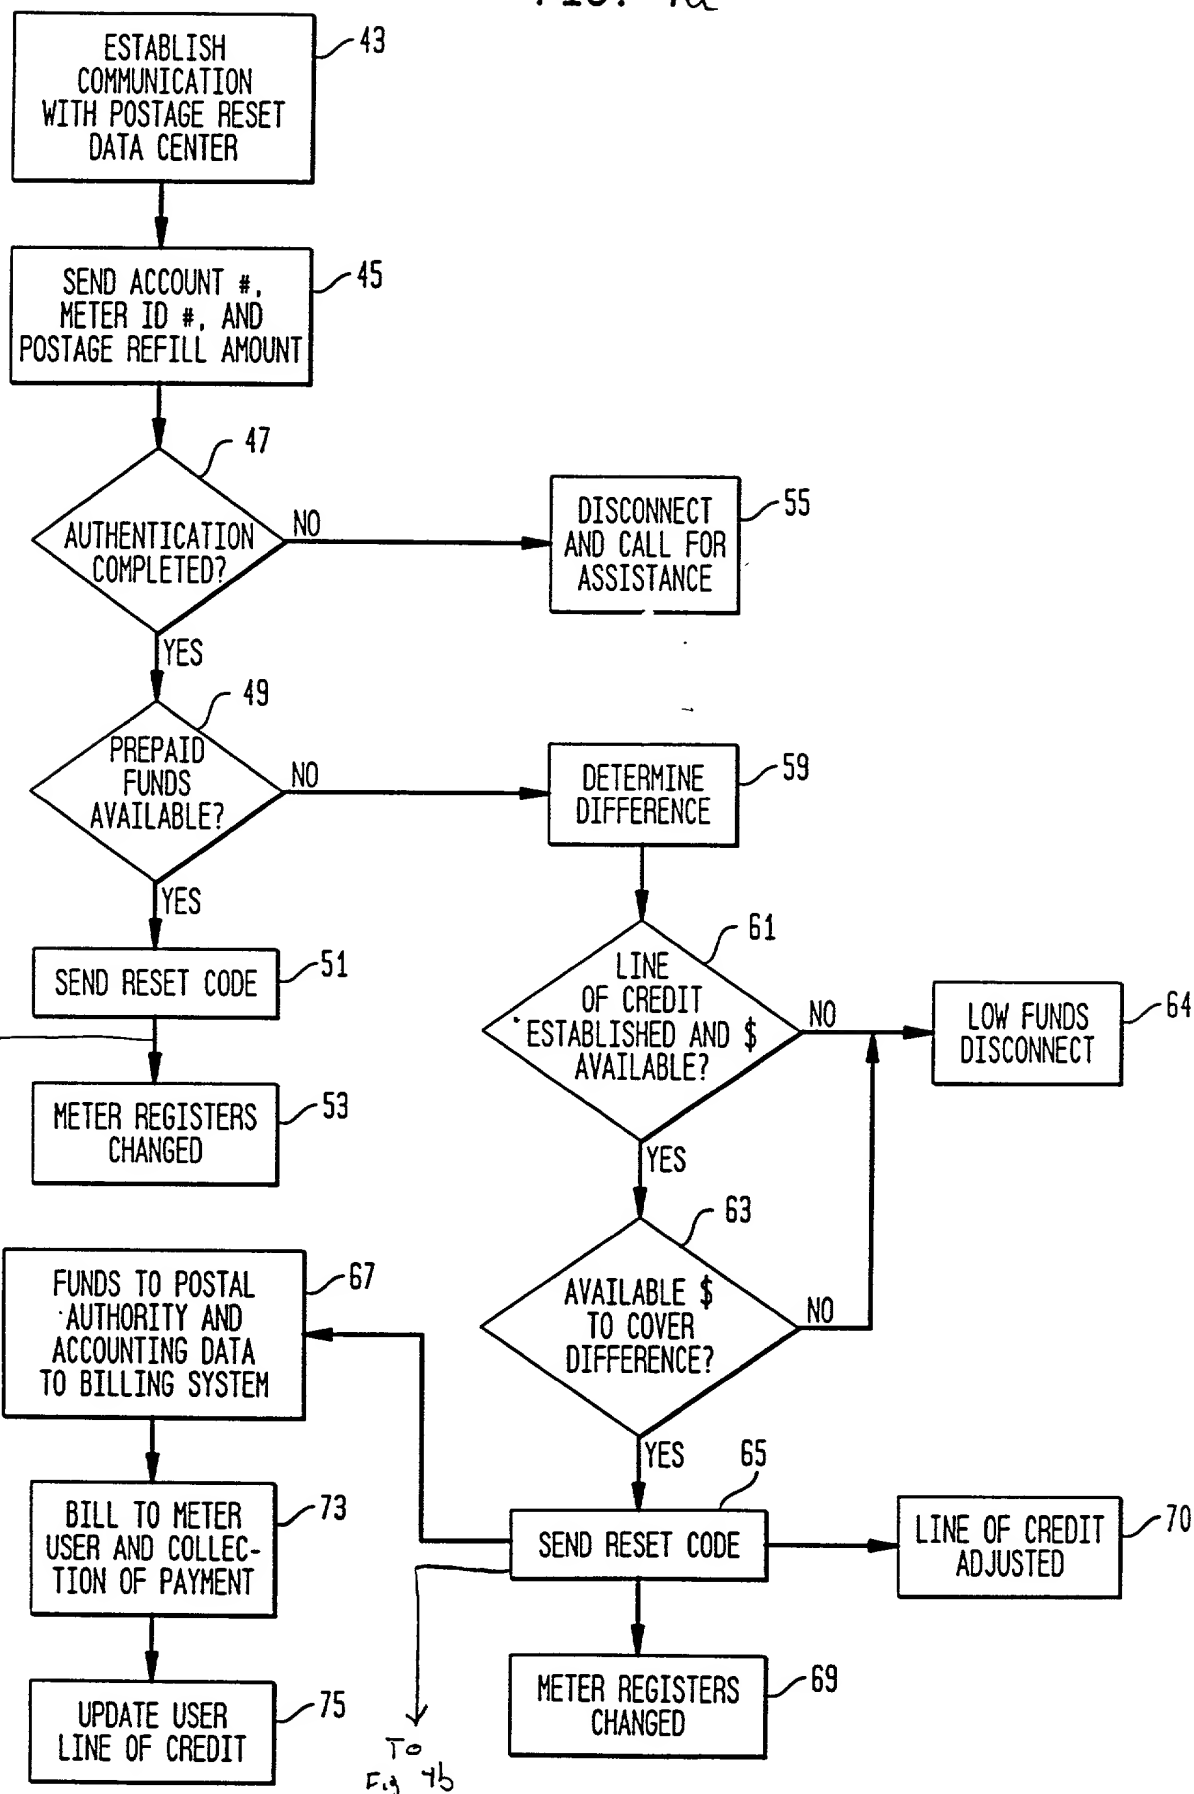 FIG. 4a
ESTABLISH
COMMUNICATION
WITH POSTAGE RESET
DATA CENTER
43
SEND ACCOUNT #,
METER ID #, AND
POSTAGE REFILL AMOUNT
45
47
AUTHENTICATION
COMPLETED?
NO
YES
DISCONNECT
AND CALL FOR
ASSISTANCE
55
49
PREPAID
FUNDS
AVAILABLE?
NO
YES
DETERMINE
DIFFERENCE
59
SEND RESET CODE
51
METER REGISTERS
CHANGED
53
61
LINE
OF CREDIT
ESTABLISHED AND $
AVAILABLE?
NO
YES
LOW FUNDS
DISCONNECT
64
63
AVAILABLE $
TO COVER
DIFFERENCE?
NO
YES
65
SEND RESET CODE
LINE OF CREDIT
ADJUSTED
70
METER REGISTERS
CHANGED
69
To
Fig 4b
FUNDS TO POSTAL
AUTHORITY AND
ACCOUNTING DATA
TO BILLING SYSTEM
67
BILL TO METER
USER AND COLLEC-
TION OF PAYMENT
73
UPDATE USER
LINE OF CREDIT
75